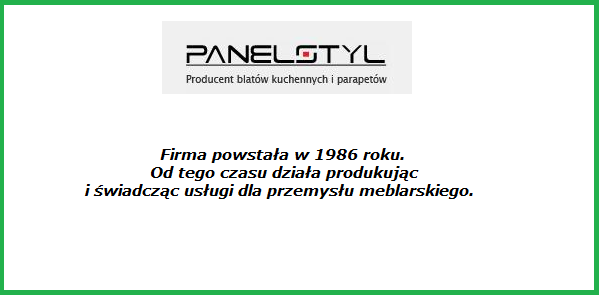 PANELSTYL
Producent blatów kuchennych i parapetów
Firma powstała w 1986 roku.
Od tego czasu działa produkując
i świadcząc usługi dla przemysłu meblarskiego.